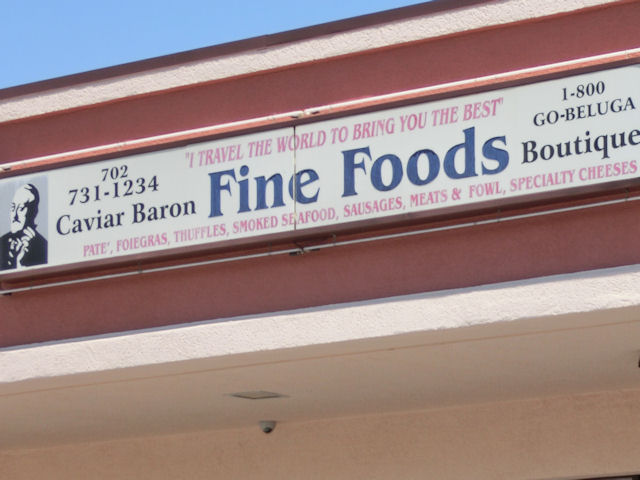 "I TRAVEL THE WORLD TO BRING YOU THE BEST"
702
731-1234
Caviar Baron
Fine Foods
1-800
GO-BELUGA
Boutique
PATE', FOIEGRAS, THUFFLES, SMOKED SEAFOOD, SAUSAGES, MEATS & FOWL, SPECIALTY CHEESES